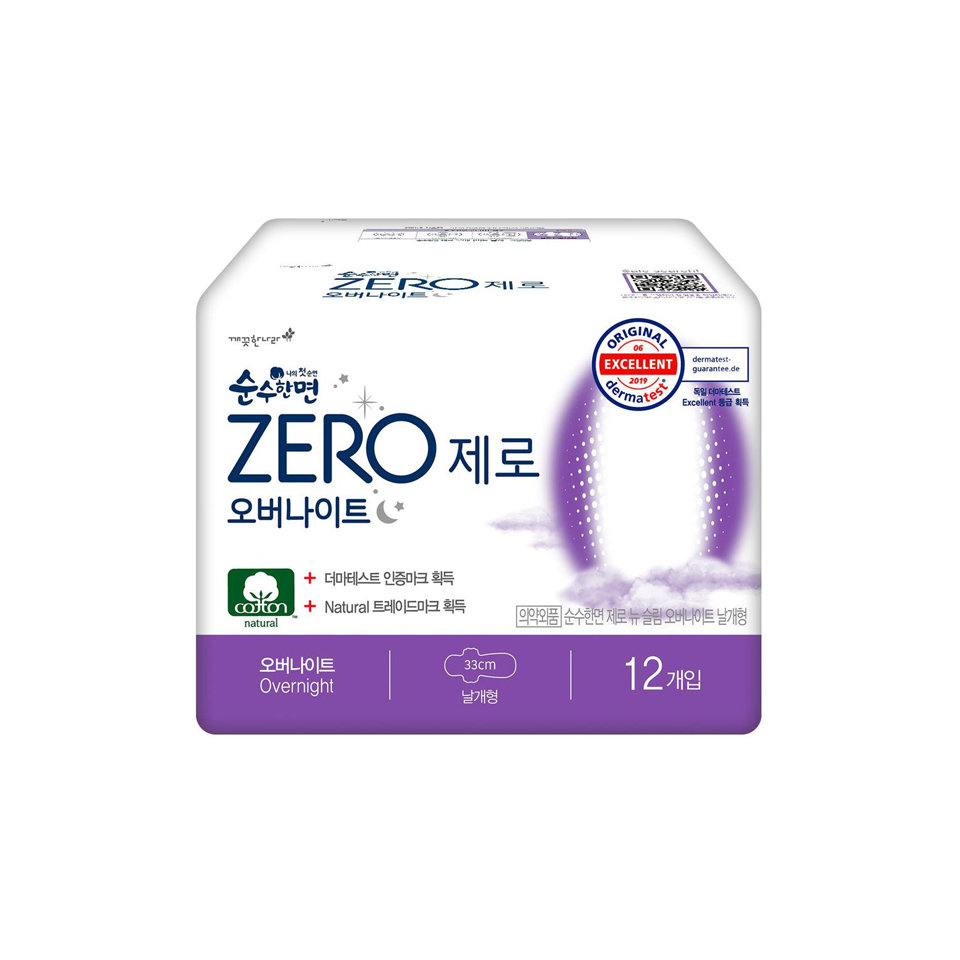 순수한면
ZERO 제로
오버나이트
깨끗한나라
나의 첫 순면
순수한면
ZERO 제로
오버나이트
ORIGINAL
06
EXCELLENT
2019
dermatest®
dermatest-
guarantee.de
독일 더마테스트
Excellent 등급 획득
cotton
natural
+ 더마테스트 인증마크 획득
+ Natural 트레이드마크 획득
의약외품 순수한면 제로 뉴 슬림 오버나이트 날개형
오버나이트
Overnight
33cm
날개형
12개입